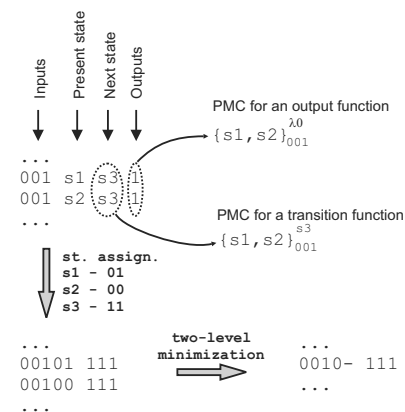 Inputs
Present state
Next state
Outputs
...
001 s1 s3 1
001 s2 s3 1
...
PMC for an output function
{s1,s2}^λ0_001
PMC for a transition function
{s1,s2}^s3_001
st. assign.
s1 - 01
s2 - 00
s3 - 11
...
00101 111
00100 111
...
two-level
minimization
...
0010- 111
...